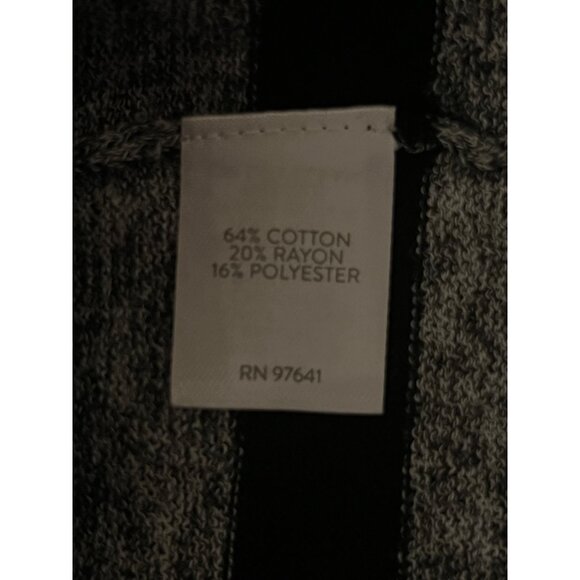 64% COTTON
20% RAYON
16% POLYESTER
RN 97641